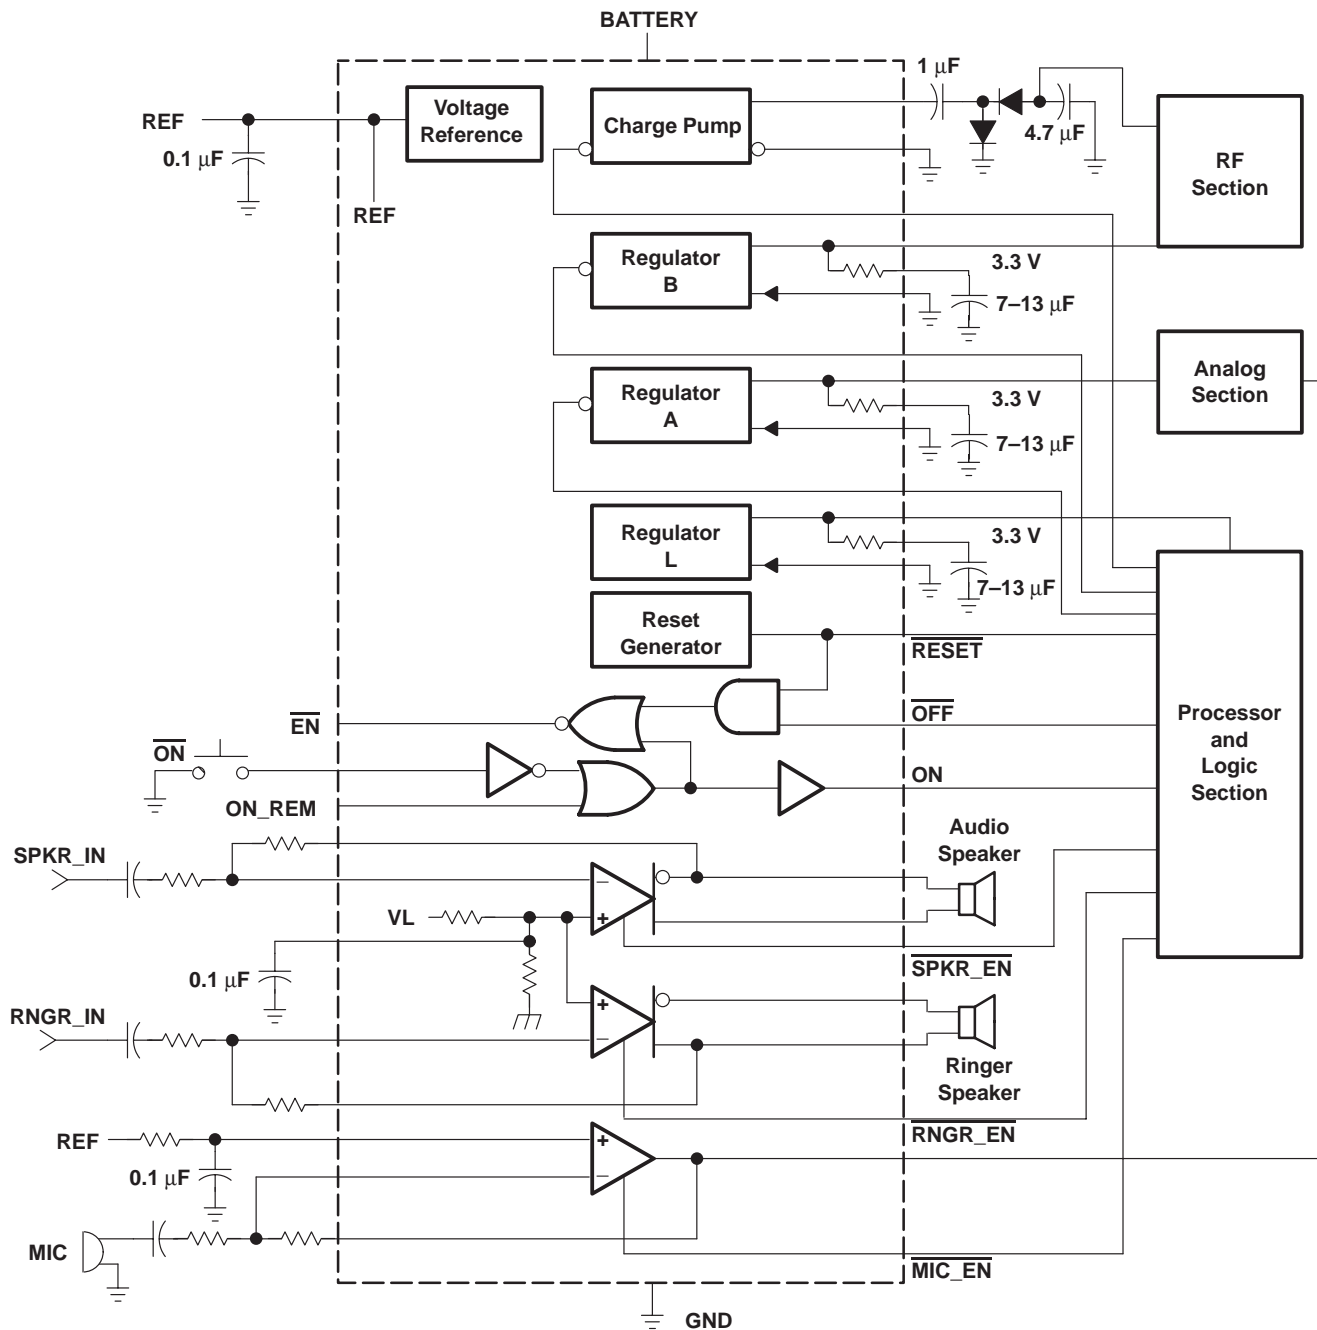 BATTERY
1 μF
REF
Voltage
Reference
Charge Pump
0.1 μF
4.7 μF
RF
Section
REF
Regulator
B
3.3 V
7–13 μF
Regulator
A
3.3 V
7–13 μF
Analog
Section
Regulator
L
3.3 V
7–13 μF
Reset
Generator
RESET
EN
OFF
Processor
and
Logic
Section
ON
ON
ON_REM
SPKR_IN
Audio
Speaker
–
+
VL
0.1 μF
SPKR_EN
RNGR_IN
+
–
Ringer
Speaker
RNGR_EN
REF
+
–
0.1 μF
MIC
MIC_EN
GND